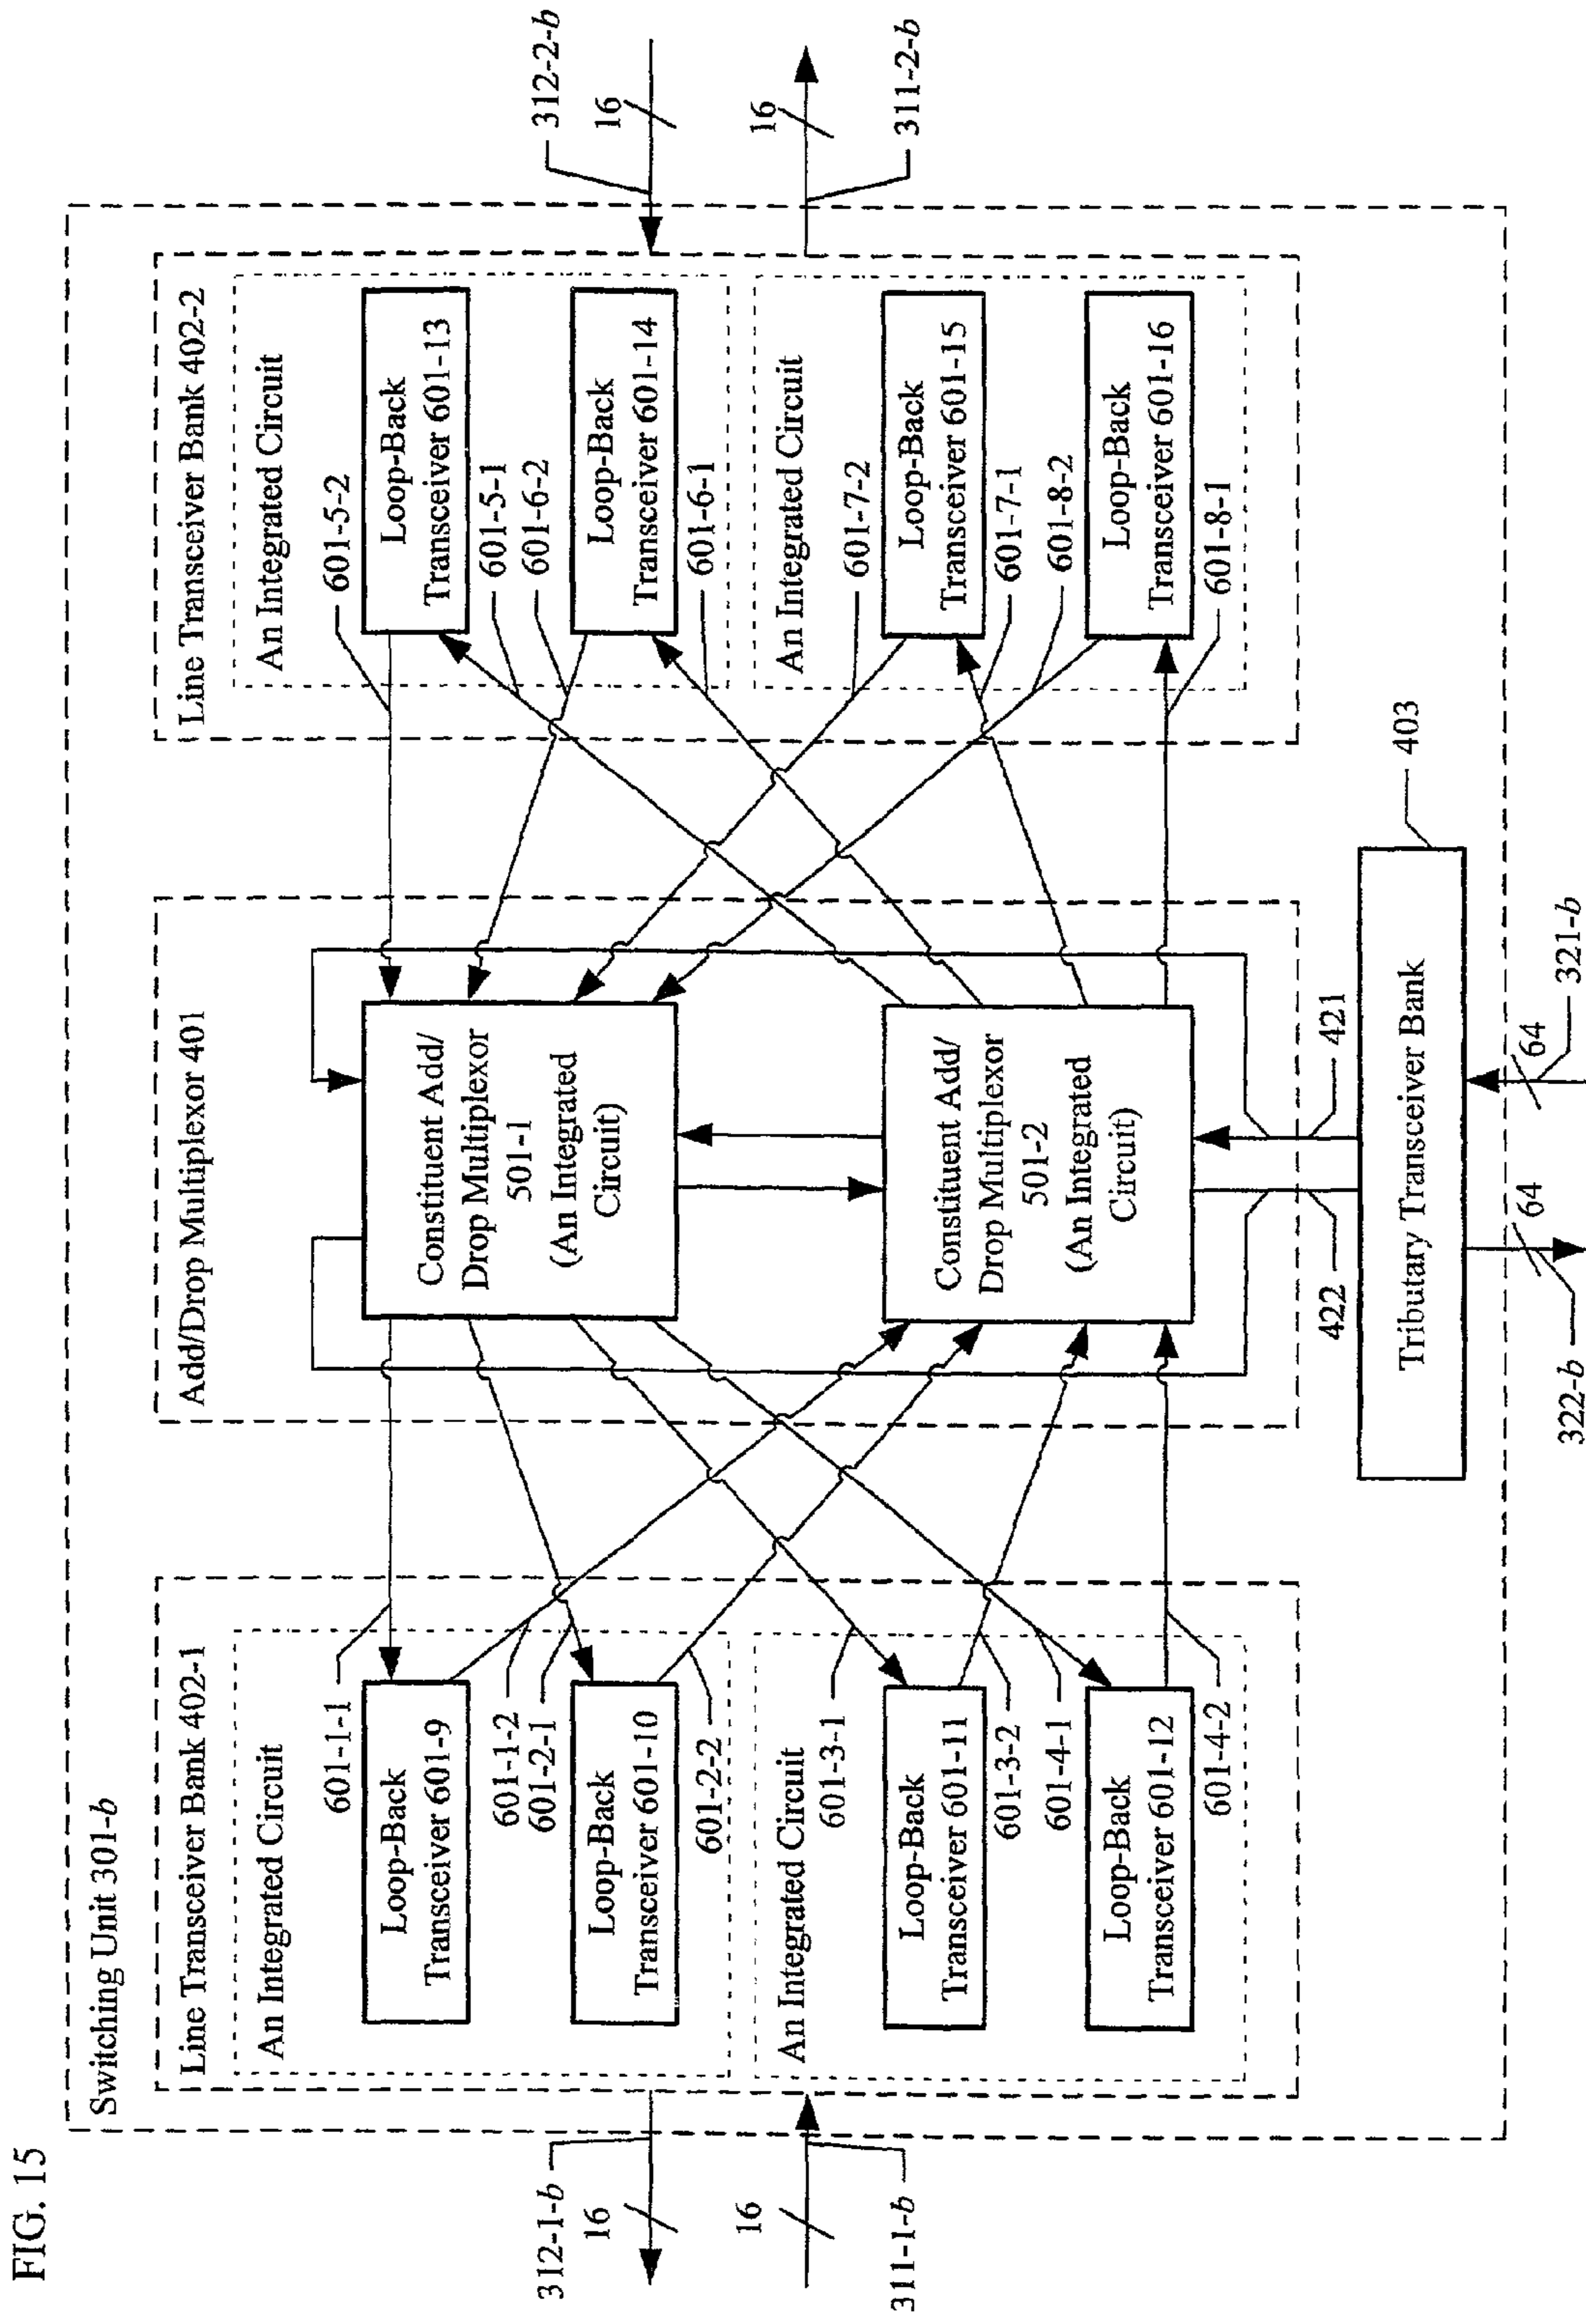 FIG. 15
Switching Unit 301-b
Line Transceiver Bank 402-1
An Integrated Circuit
601-1-1
Loop-Back
Transceiver 601-9
601-1-2
601-2-1
Loop-Back
Transceiver 601-10
601-2-2
An Integrated Circuit
601-3-1
Loop-Back
Transceiver 601-11
601-3-2
601-4-1
Loop-Back
Transceiver 601-12
601-4-2
312-1-b
16
16
311-1-b
Add/Drop Multiplexor 401
Constituent Add/
Drop Multiplexor
501-1
(An Integrated
Circuit)
Constituent Add/
Drop Multiplexor
501-2
(An Integrated
Circuit)
422
421
Tributary Transceiver Bank
403
64
64
322-b
321-b
Line Transceiver Bank 402-2
An Integrated Circuit
601-5-2
Loop-Back
Transceiver 601-13
601-5-1
601-6-2
Loop-Back
Transceiver 601-14
601-6-1
An Integrated Circuit
601-7-2
Loop-Back
Transceiver 601-15
601-7-1
601-8-2
Loop-Back
Transceiver 601-16
601-8-1
312-2-b
16
16
311-2-b